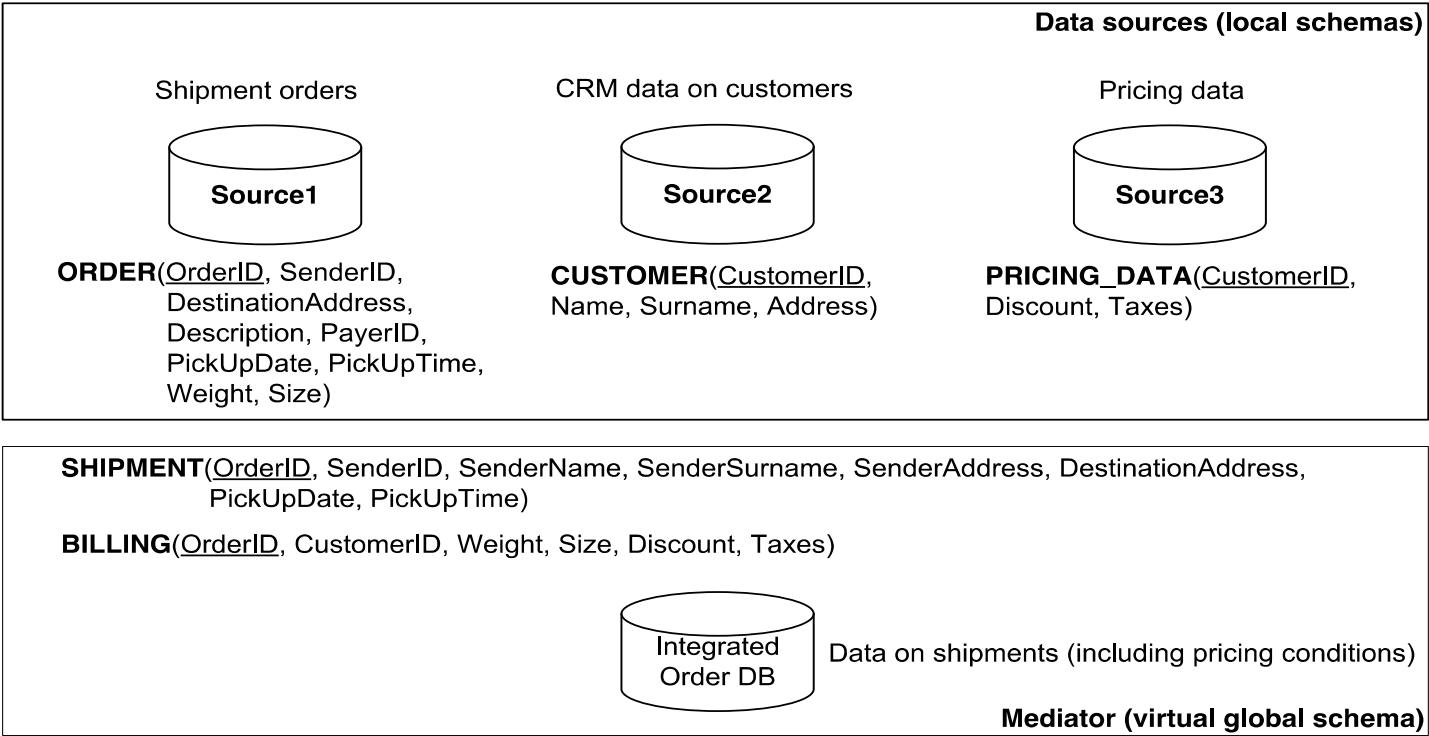 Data sources (local schemas)
Shipment orders
CRM data on customers
Pricing data
Source1
Source2
Source3
ORDER(OrderID, SenderID,
DestinationAddress,
Description, PayerID,
PickUpDate, PickUpTime,
Weight, Size)
CUSTOMER(CustomerID,
Name, Surname, Address)
PRICING_DATA(CustomerID,
Discount, Taxes)
SHIPMENT(OrderID, SenderID, SenderName, SenderSurname, SenderAddress, DestinationAddress,
PickUpDate, PickUpTime)
BILLING(OrderID, CustomerID, Weight, Size, Discount, Taxes)
Integrated
Order DB
Data on shipments (including pricing conditions)
Mediator (virtual global schema)